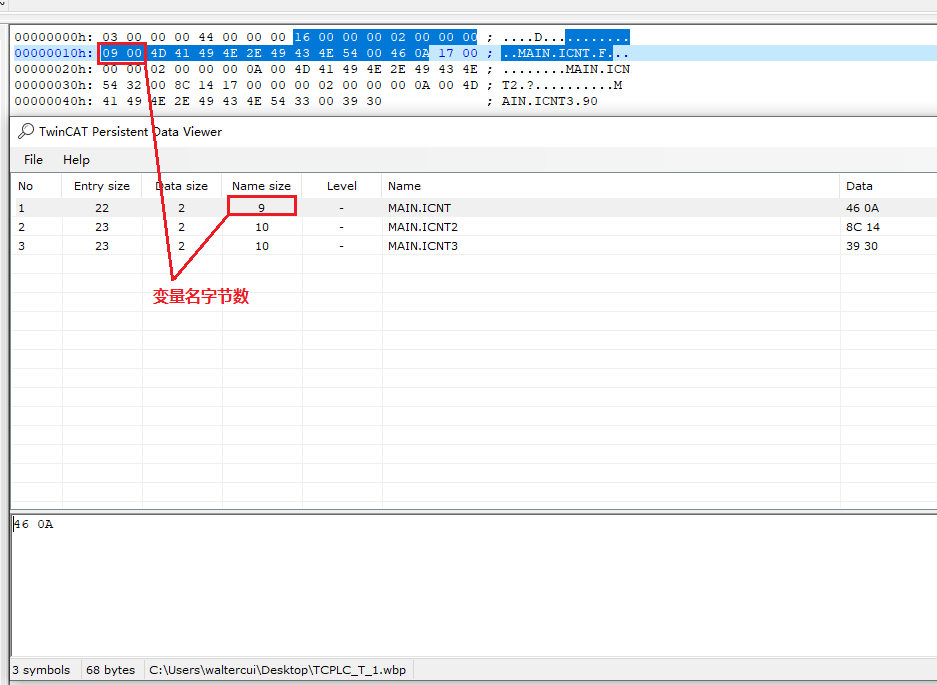 00000000h: 03 00 00 00 44 00 00 00 16 00 00 00 02 00 00 00 ; ....D...........
00000010h: 09 00 4D 41 49 4E 2E 49 43 4E 54 00 46 0A 17 00 ; ..MAIN.ICNT.F...
00000020h: 00 00 02 00 00 00 0A 00 4D 41 49 4E 2E 49 43 4E ; ........MAIN.ICN
00000030h: 54 32 00 8C 14 17 00 00 00 02 00 00 00 0A 00 4D ; T2.?..........M
00000040h: 41 49 4E 2E 49 43 4E 54 33 00 39 30 ; AIN.ICNT3.90
TwinCAT Persistent Data Viewer
File Help
No Entry size Data size Name size Level Name Data
1 22 2 9 - MAIN.ICNT 46 0A
2 23 2 10 - MAIN.ICNT2 8C 14
3 23 2 10 - MAIN.ICNT3 39 30
变量名字节数
46 0A
3 symbols 68 bytes C:\Users\waltercui\Desktop\TCPLC_T_1.wbp